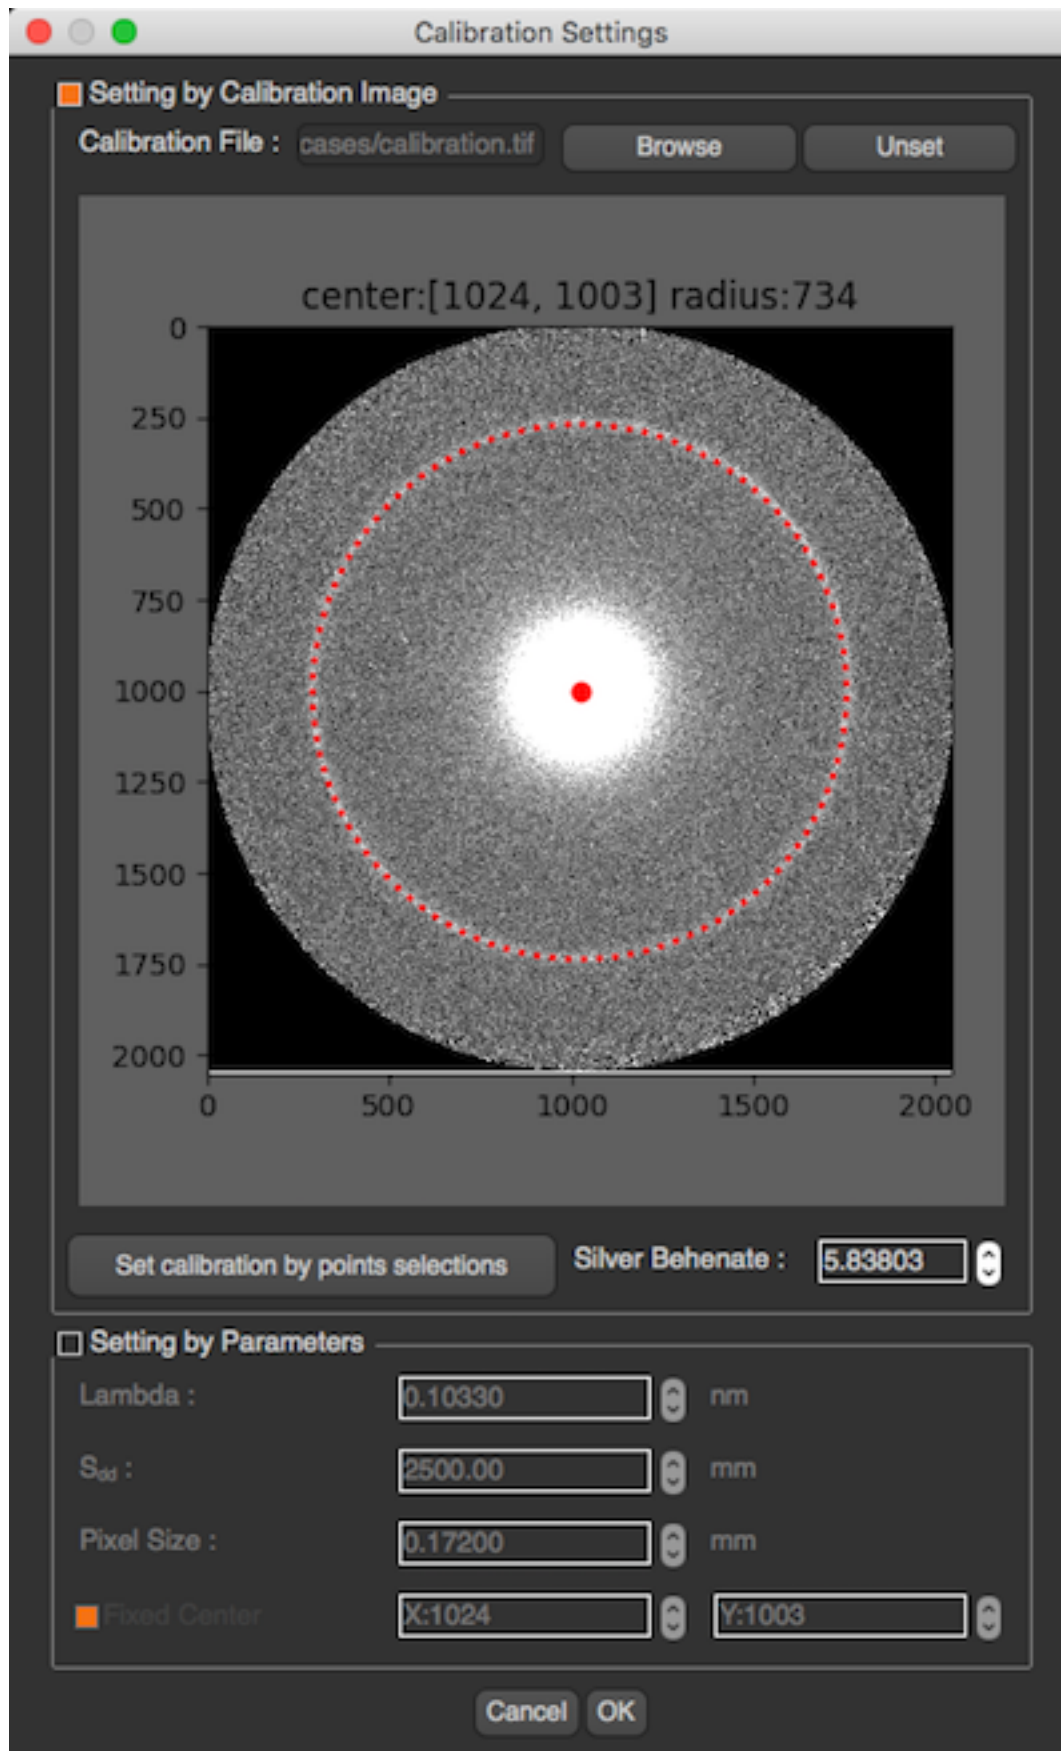 Calibration Settings
Setting by Calibration Image
Calibration File : cases/calibration.tif Browse Unset
center:[1024, 1003] radius:734
0
250
500
750
1000
1250
1500
1750
2000
0 500 1000 1500 2000
Set calibration by points selections Silver Behenate : 5.83803
Setting by Parameters
Lambda : 0.10330 nm
Sdd : 2500.00 mm
Pixel Size : 0.17200 mm
Fixed Center X:1024 Y:1003
Cancel OK